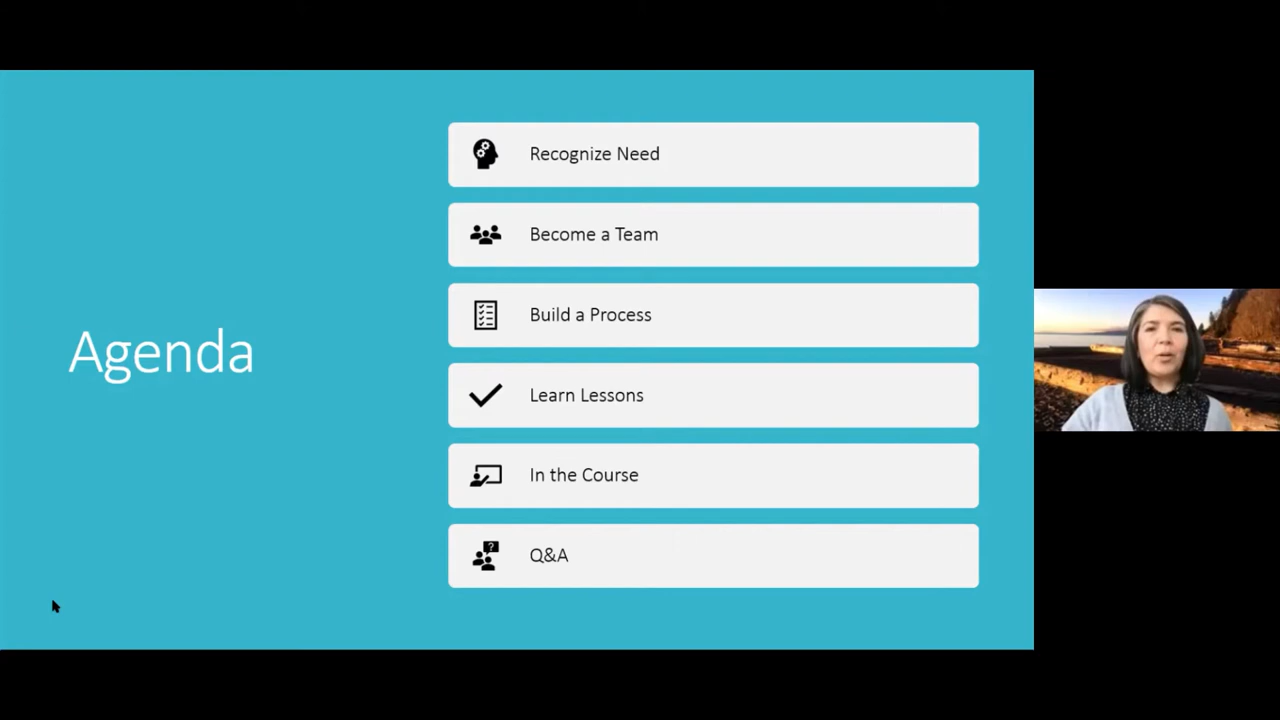 Agenda
Recognize Need
Become a Team
Build a Process
Learn Lessons
In the Course
?
Q&A